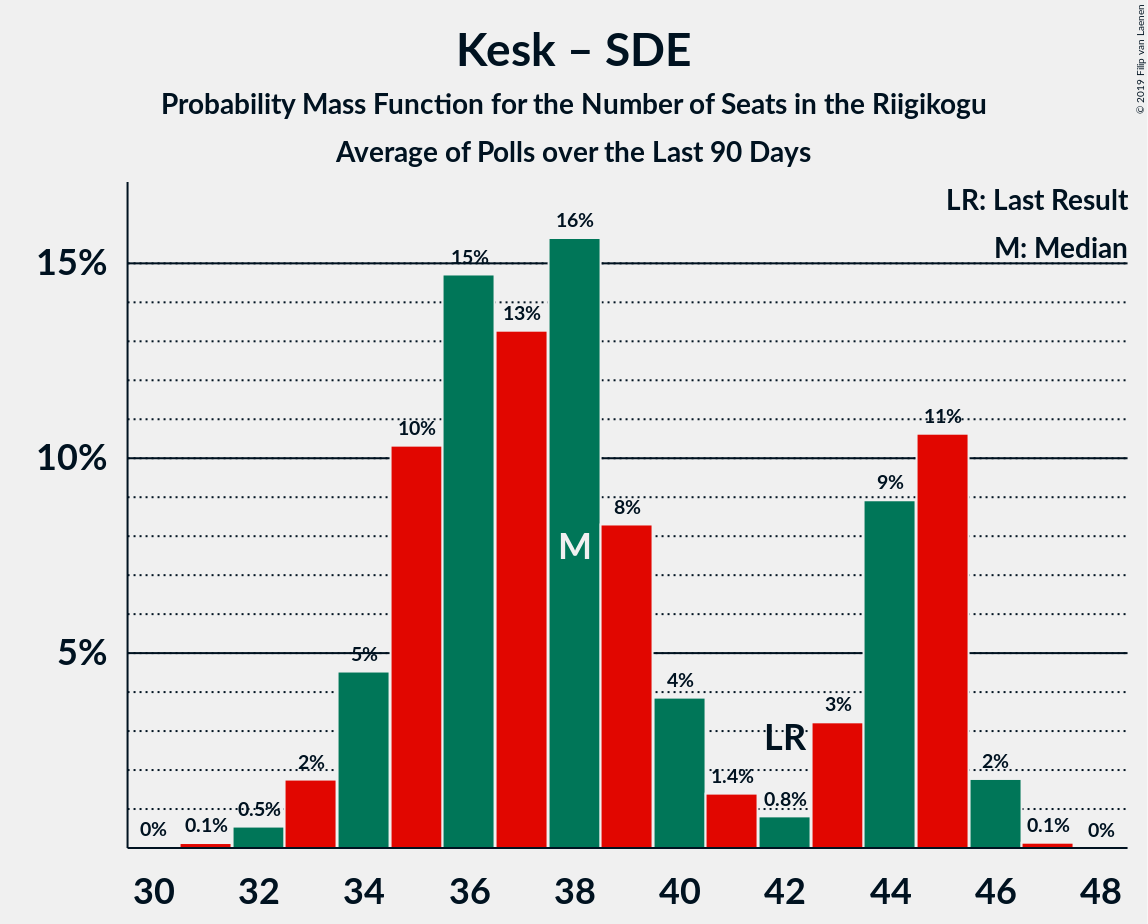 Kesk – SDE
Probability Mass Function for the Number of Seats in the Riigikogu
Average of Polls over the Last 90 Days
© 2019 Filip van Laenen
LR: Last Result
M: Median
15%
10%
5%
0%
0.1%
0.5%
2%
5%
10%
15%
13%
16%
8%
4%
1.4%
0.8%
3%
9%
11%
2%
0.1%
0%
M
LR
30 32 34 36 38 40 42 44 46 48